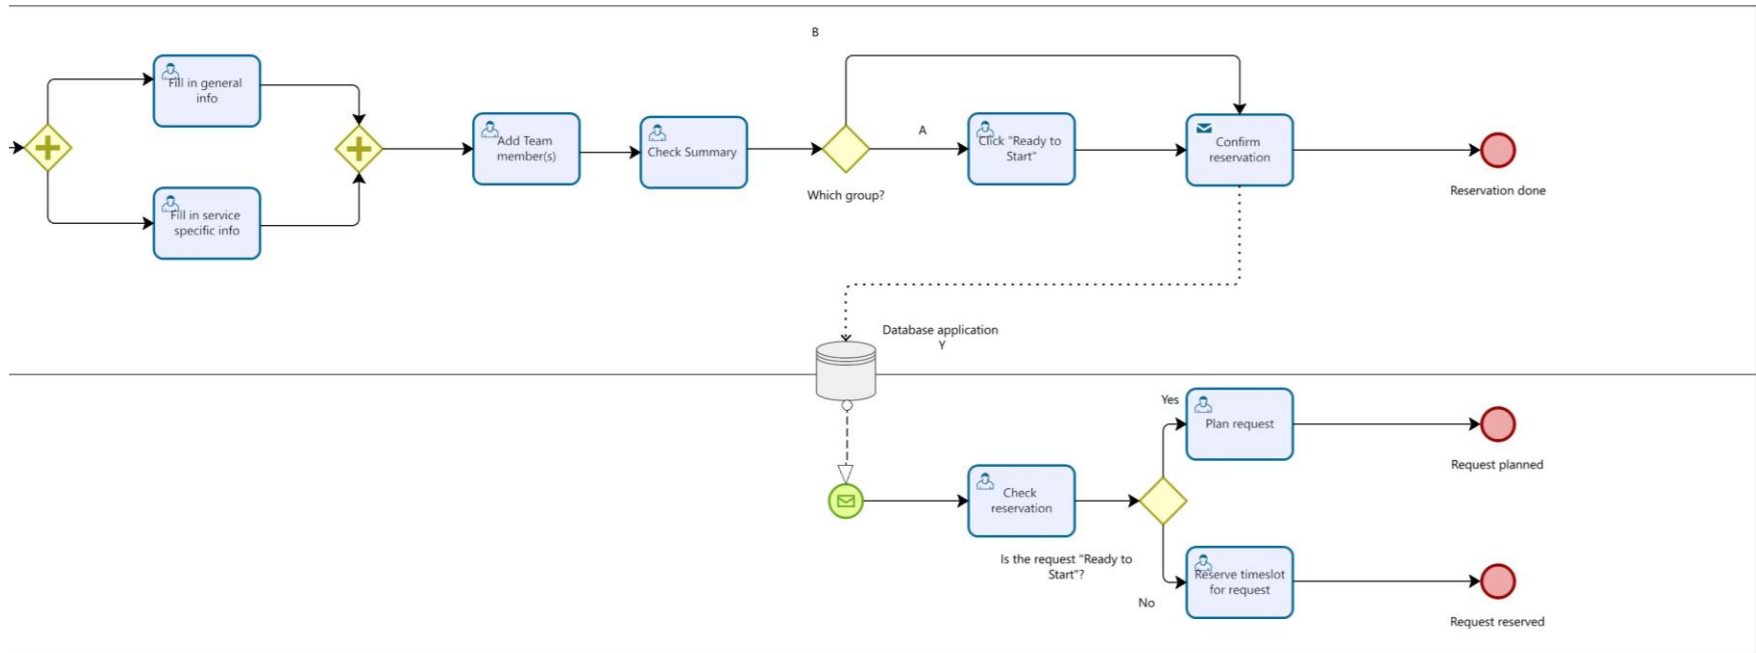 B
Fill in general
info
Add Team
member(s)
Check Summary
A
Click "Ready to
Start"
Confirm
reservation
Which group?
Reservation done
Fill in service
specific info
Database application
Y
Yes
Plan request
Request planned
Check
reservation
Is the request "Ready to
Start"?
No
Reserve timeslot
for request
Request reserved